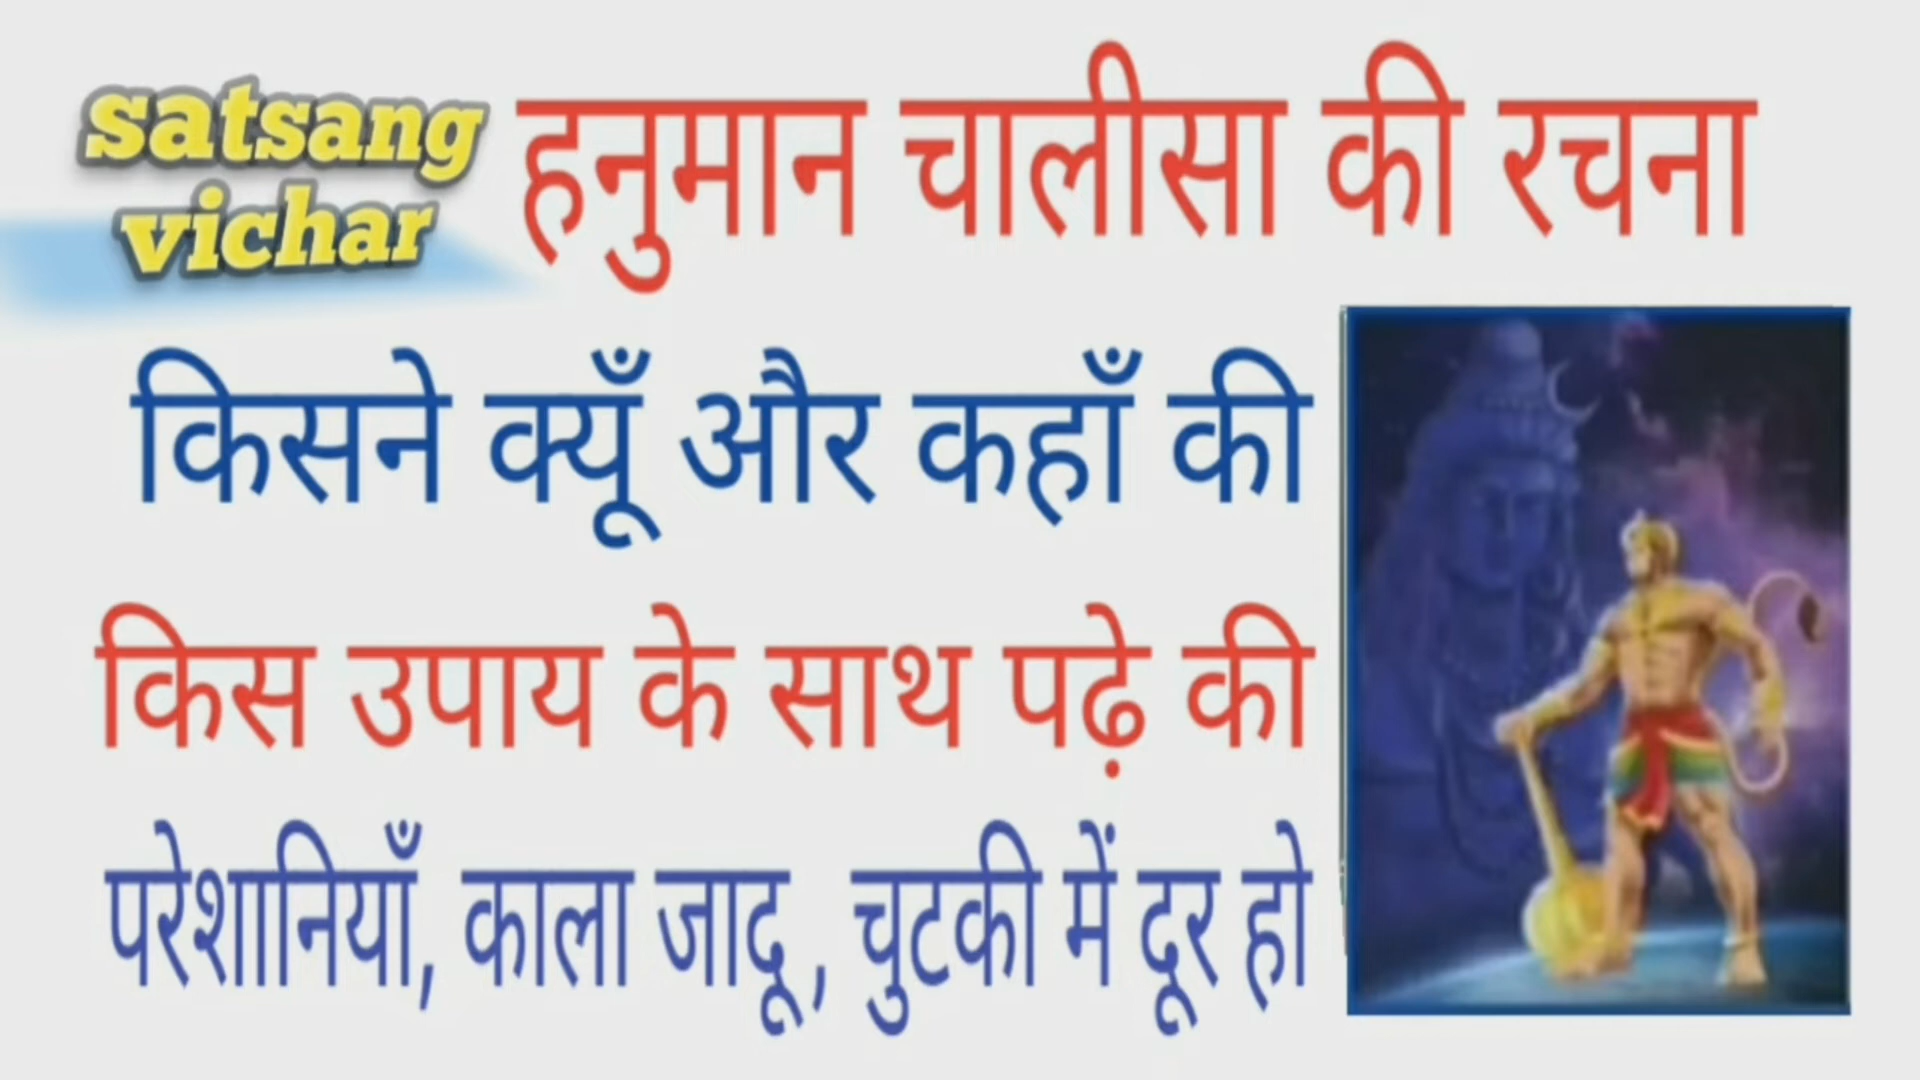 satsang
vichar
हनुमान चालीसा की रचना
किसने क्यूँ और कहाँ की
किस उपाय के साथ पढ़े की
परेशानियाँ, काला जादू, चुटकी में दूर हो